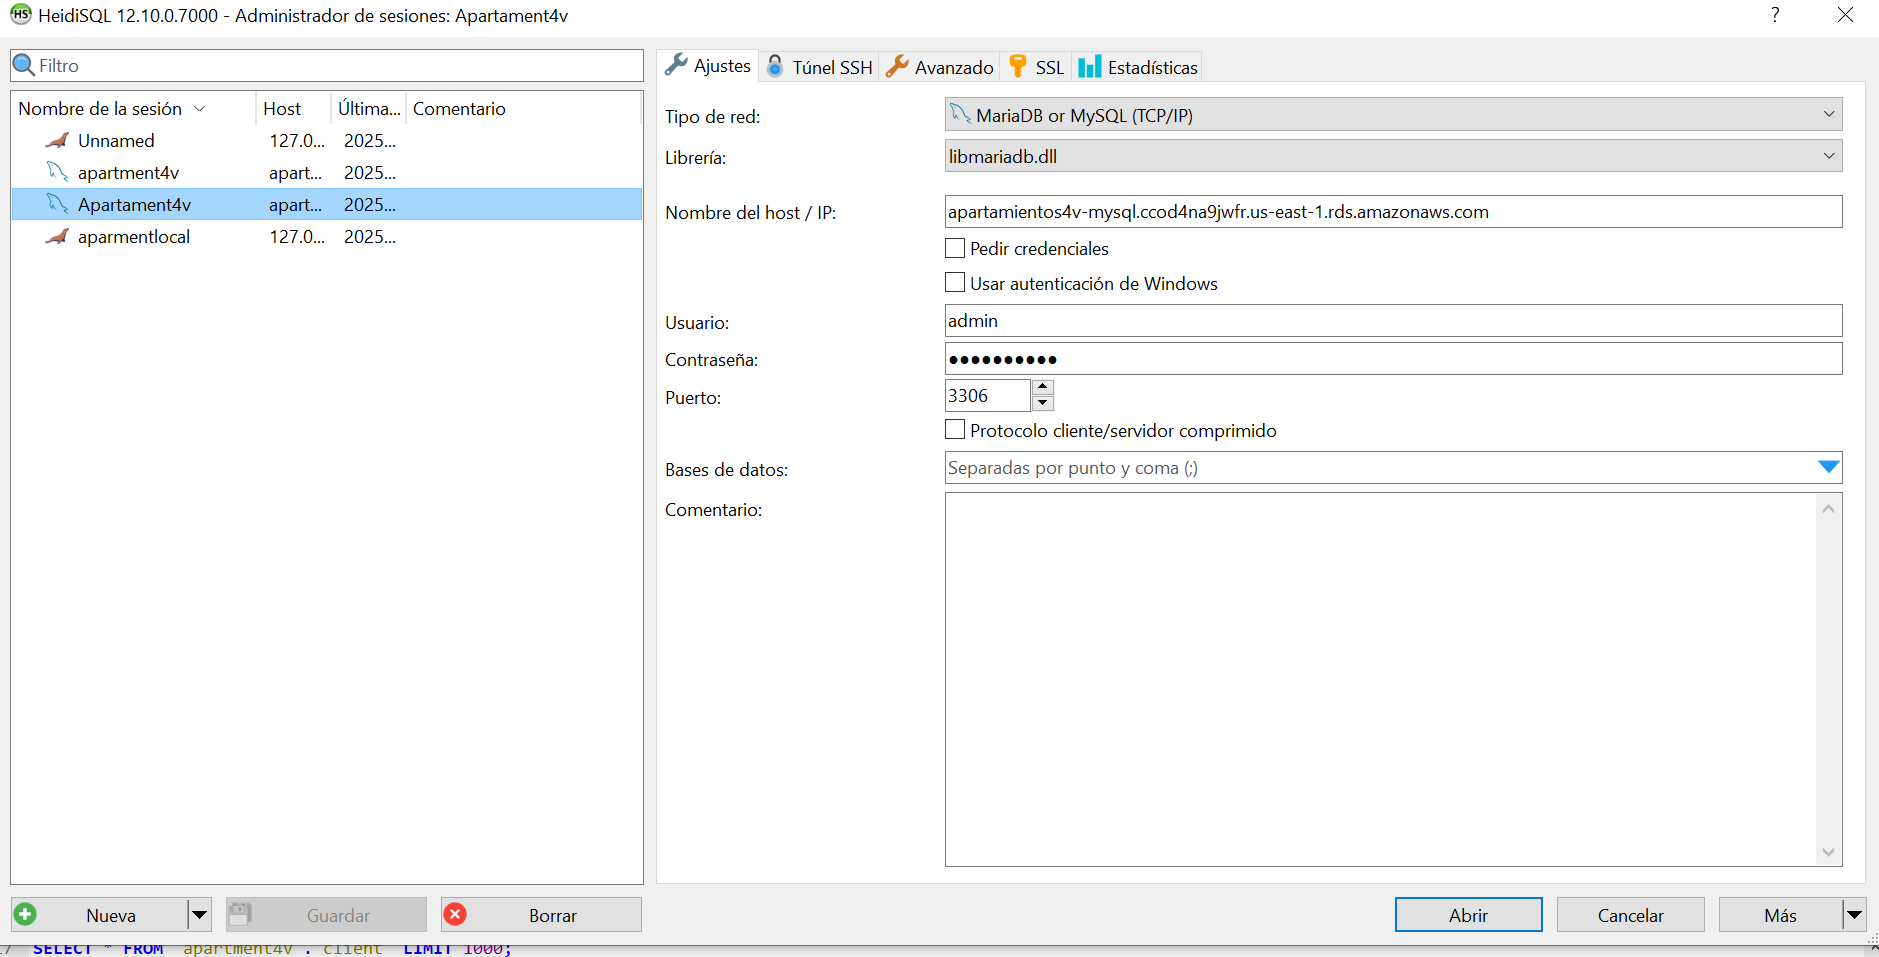 HeidiSQL 12.10.0.7000 - Administrador de sesiones: Apartament4v
?
Filtro
Nombre de la sesión Host Última... Comentario
Unnamed 127.0... 2025...
apartment4v apart... 2025...
Apartament4v apart... 2025...
aparmentlocal 127.0... 2025...
Ajustes Túnel SSH Avanzado SSL Estadísticas
Tipo de red: MariaDB or MySQL (TCP/IP)
Librería: libmariadb.dll
Nombre del host / IP: apartamientos4v-mysql.ccod4na9jwfr.us-east-1.rds.amazonaws.com
Pedir credenciales
Usar autenticación de Windows
Usuario: admin
Contraseña: ●●●●●●●●●●
Puerto: 3306
Protocolo cliente/servidor comprimido
Bases de datos: Separadas por punto y coma (;)
Comentario:
Nueva Guardar Borrar Abrir Cancelar Más
SELECT * FROM apartment4v . client LIMIT 1000;